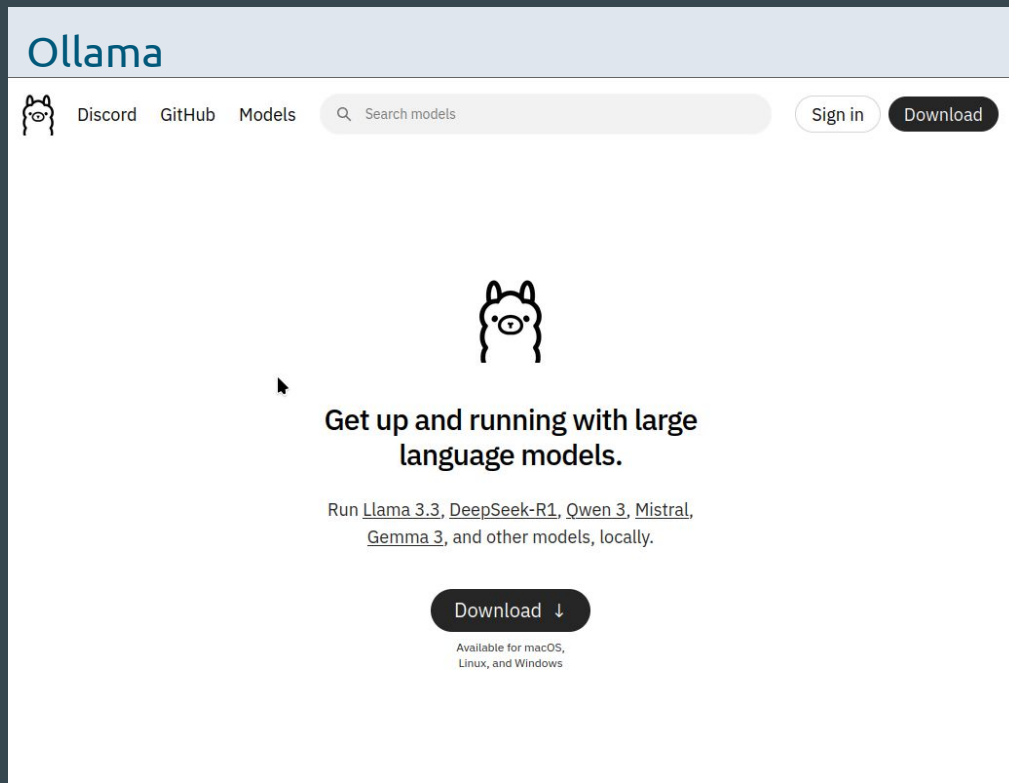 Ollama
Discord GitHub Models Search models Sign in Download
Get up and running with large
language models.
Run Llama 3.3, DeepSeek-R1, Qwen 3, Mistral,
Gemma 3, and other models, locally.
Download ↓
Available for macOS,
Linux, and Windows